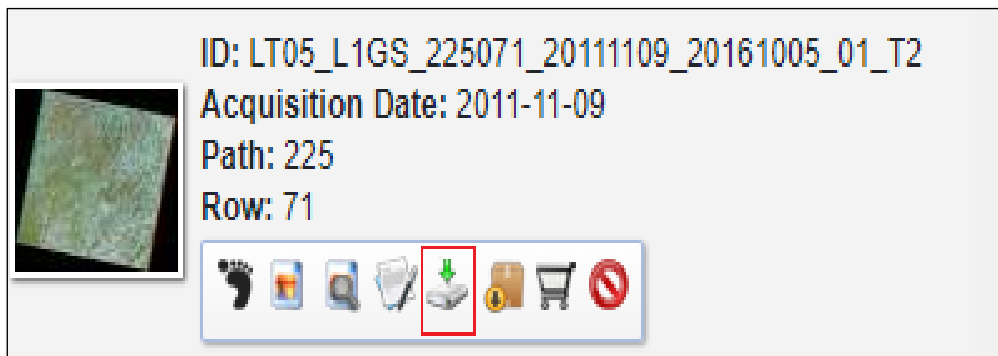 ID: LT05_L1GS_225071_20111109_20161005_01_T2
Acquisition Date: 2011-11-09
Path: 225
Row: 71